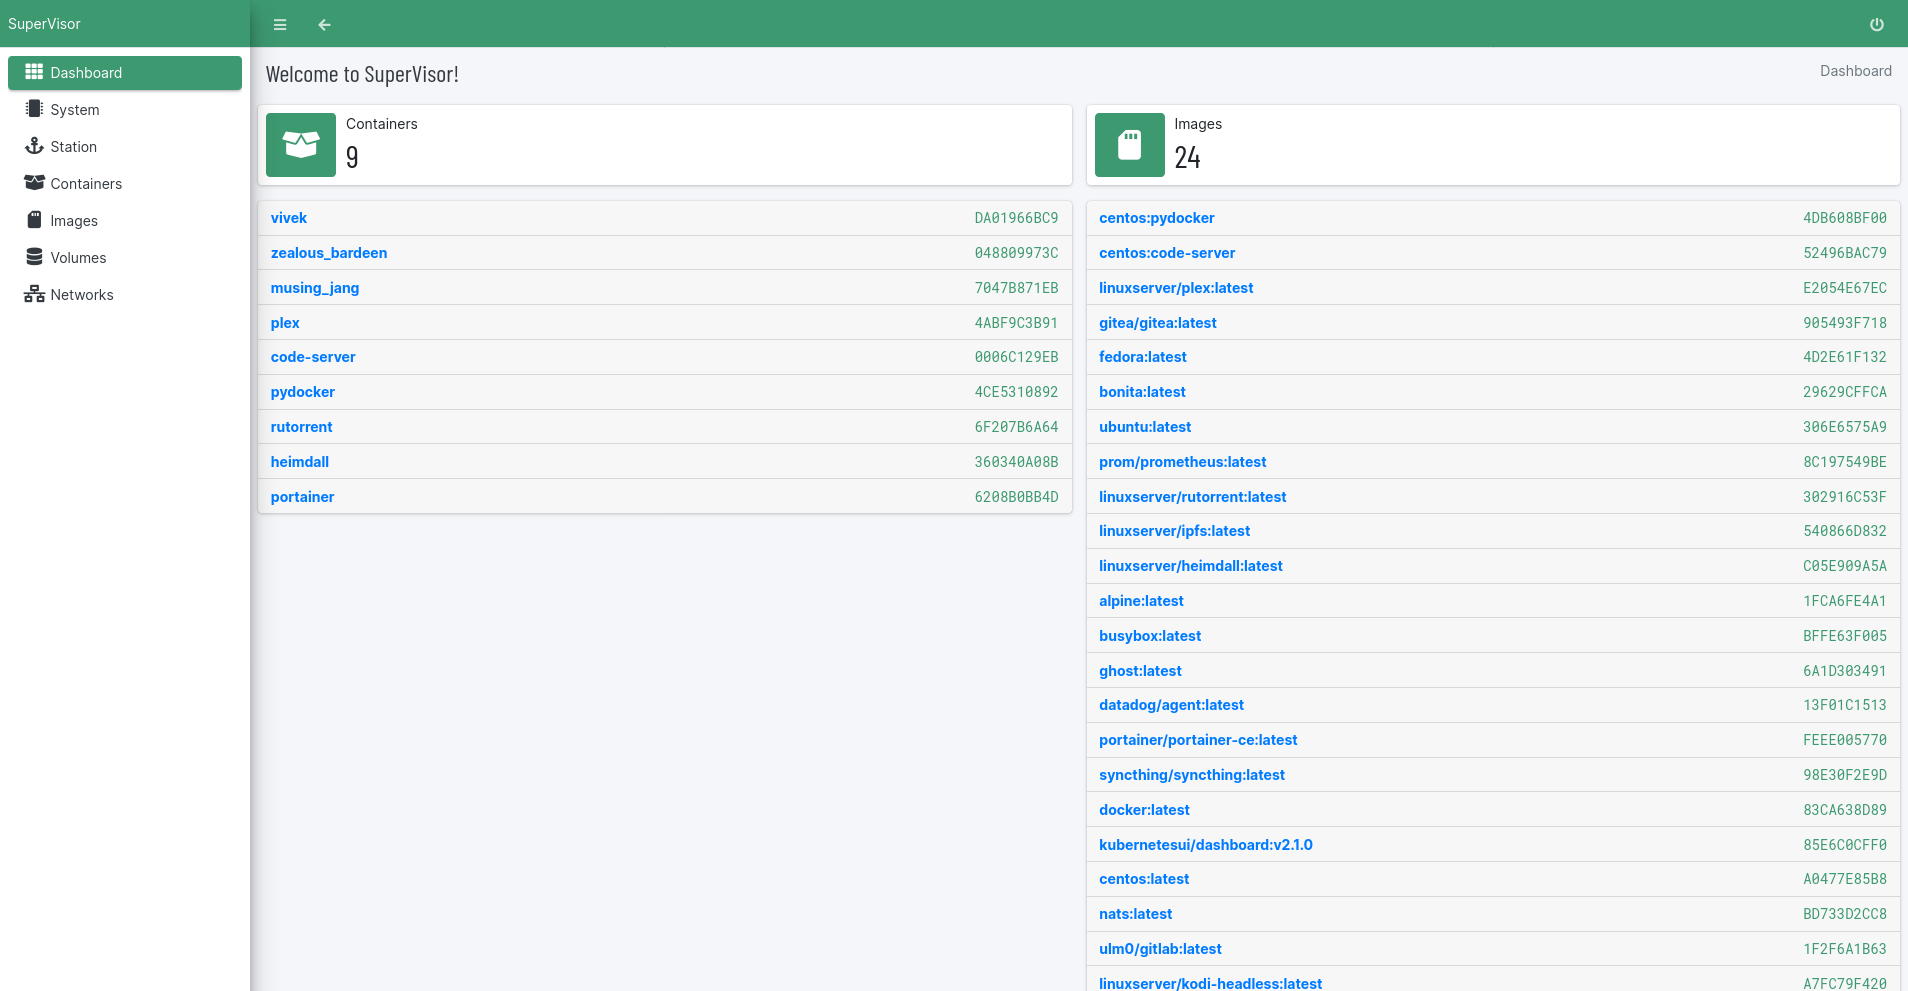 SuperVisor
Dashboard
System
Station
Containers
Images
Volumes
Networks
Welcome to SuperVisor!
Dashboard
Containers
9
vivek DA01966BC9
zealous_bardeen 048809973C
musing_jang 7047B871EB
plex 4ABF9C3B91
code-server 0006C129EB
pydocker 4CE5310892
rutorrent 6F207B6A64
heimdall 360340A08B
portainer 6208B0BB4D
Images
24
centos:pydocker 4DB608BF00
centos:code-server 52496BAC79
linuxserver/plex:latest E2054E67EC
gitea/gitea:latest 905493F718
fedora:latest 4D2E61F132
bonita:latest 29629CFFCA
ubuntu:latest 306E6575A9
prom/prometheus:latest 8C197549BE
linuxserver/rutorrent:latest 302916C53F
linuxserver/ipfs:latest 540866D832
linuxserver/heimdall:latest C05E909A5A
alpine:latest 1FCA6FE4A1
busybox:latest BFFE63F005
ghost:latest 6A1D303491
datadog/agent:latest 13F01C1513
portainer/portainer-ce:latest FEEE005770
syncthing/syncthing:latest 98E30F2E9D
docker:latest 83CA638D89
kubernetesui/dashboard:v2.1.0 85E6C0CFF0
centos:latest A0477E85B8
nats:latest BD733D2CC8
ulm0/gitlab:latest 1F2F6A1B63
linuxserver/kodi-headless:latest A7FC79F420